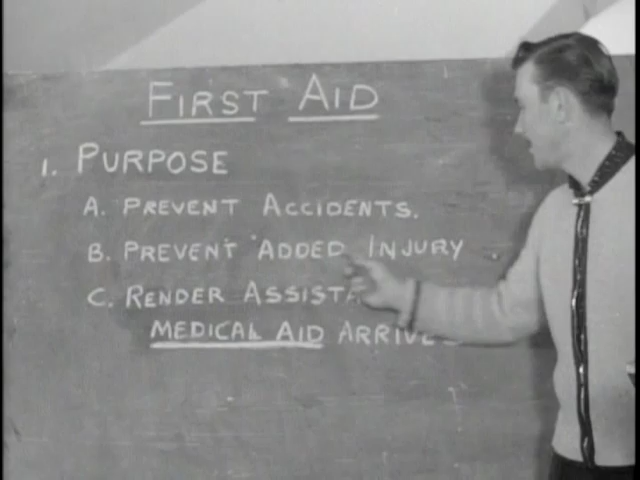 FIRST AID
1. PURPOSE
A. PREVENT ACCIDENTS.
B. PREVENT ADDED INJURY
C. RENDER
MEDICAL AID